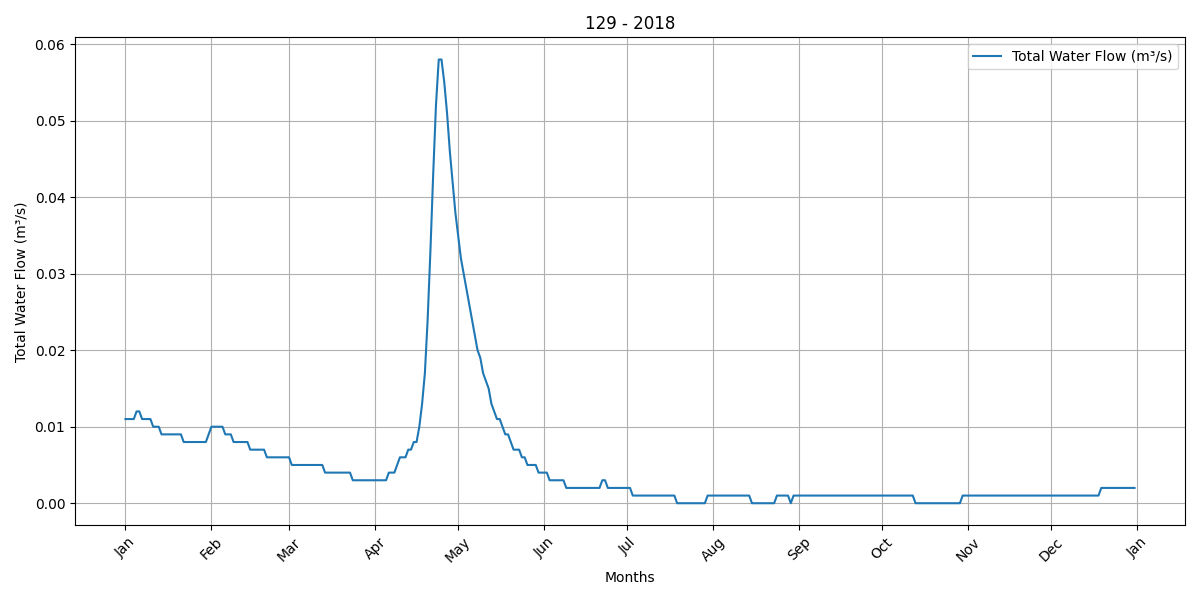 129 - 2018
Total Water Flow (m³/s)
0.06
0.05
0.04
0.03
0.02
0.01
0.00
Total Water Flow (m³/s)
Jan
Feb
Mar
Apr
May
Jun
Jul
Aug
Sep
Oct
Nov
Dec
Jan
Months